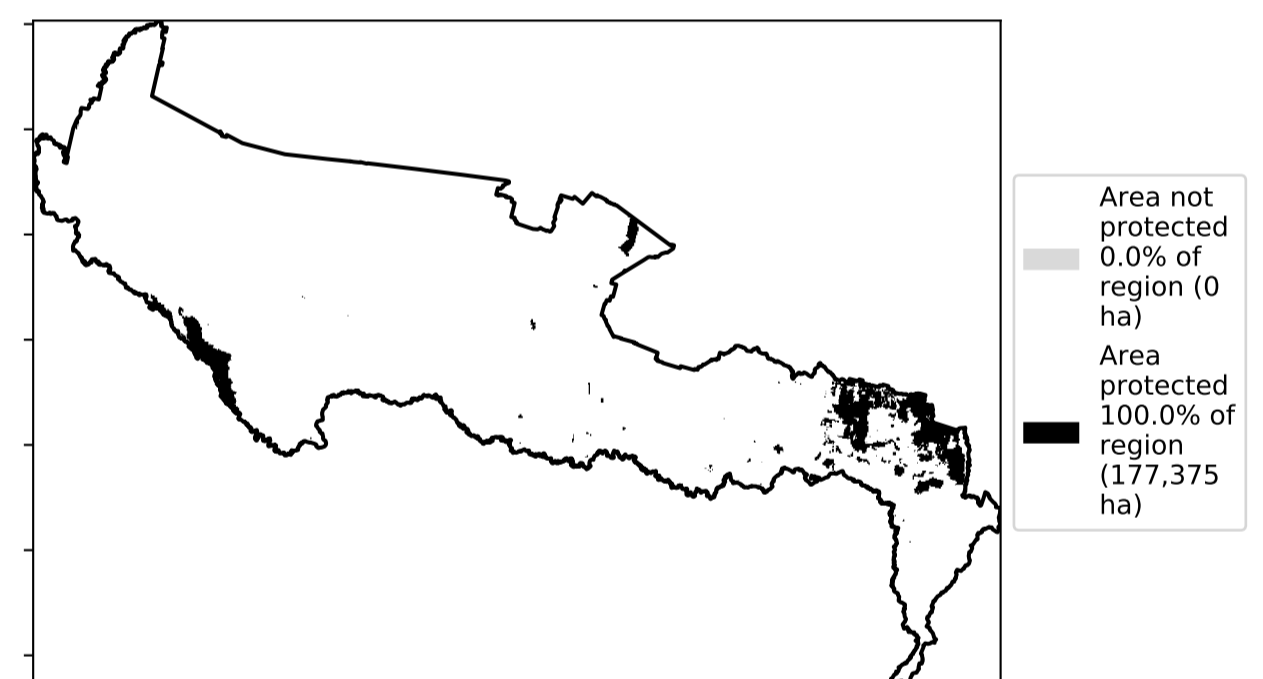 Area not
protected
0.0% of
region (0
ha)
Area
protected
100.0% of
region
(177,375
ha)